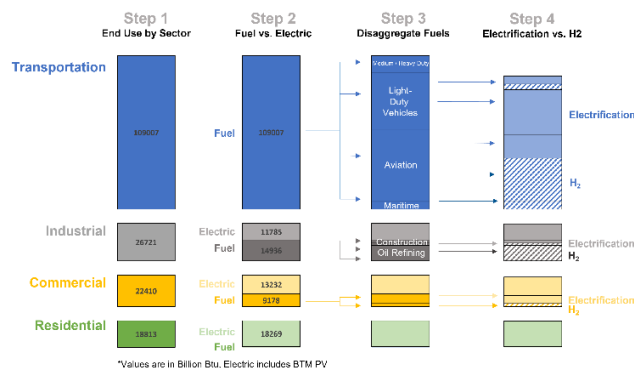 Step 1 Step 2 Step 3 Step 4
End Use by Sector Fuel vs. Electric Disaggregate Fuels Electrification vs. H2
Transportation
Medium - Heavy Duty
Light-
Duty
Vehicles
Electrification
109007 Fuel 109007
Aviation
H2
Maritime
Industrial Electric 11785
26721 Construction Electrification
Fuel 14936 Oil Refining H2
Commercial Electric 13232
22410 Electrification
Fuel 9178 H2
Residential
18813 Electric 18269
Fuel
*Values are in Billion Btu, Electric includes BTM PV